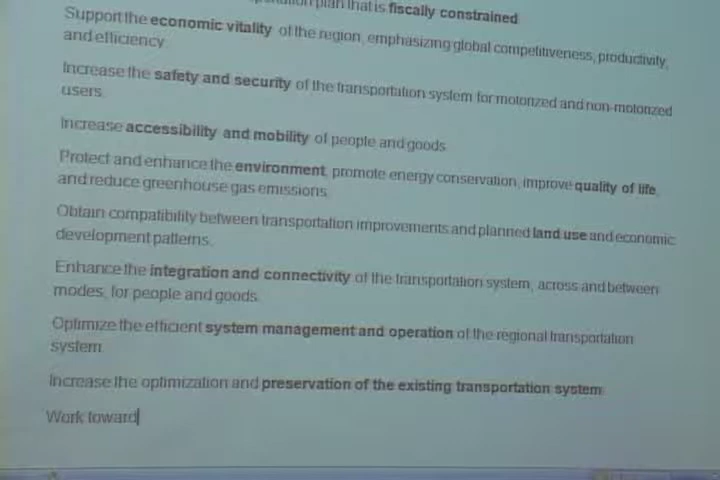 plan that is fiscally constrained
Support the economic vitality of the region, emphasizing global competitiveness, productivity,
and efficiency.
Increase the safety and security of the transportation system for motorized and non-motorized
users.
Increase accessibility and mobility of people and goods
Protect and enhance the environment, promote energy conservation, improve quality of life,
and reduce greenhouse gas emissions.
Obtain compatibility between transportation improvements and planned land use and economic
development patterns.
Enhance the integration and connectivity of the transportation system, across and between
modes, for people and goods.
Optimize the efficient system management and operation of the regional transportation
system.
Increase the optimization and preservation of the existing transportation system.
Work toward